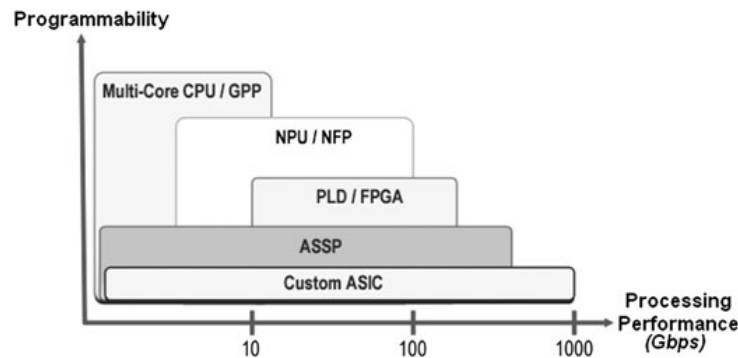 Programmability
Multi-Core CPU / GPP
NPU / NFP
PLD / FPGA
ASSP
Custom ASIC
Processing
Performance
(Gbps)
10
100
1000